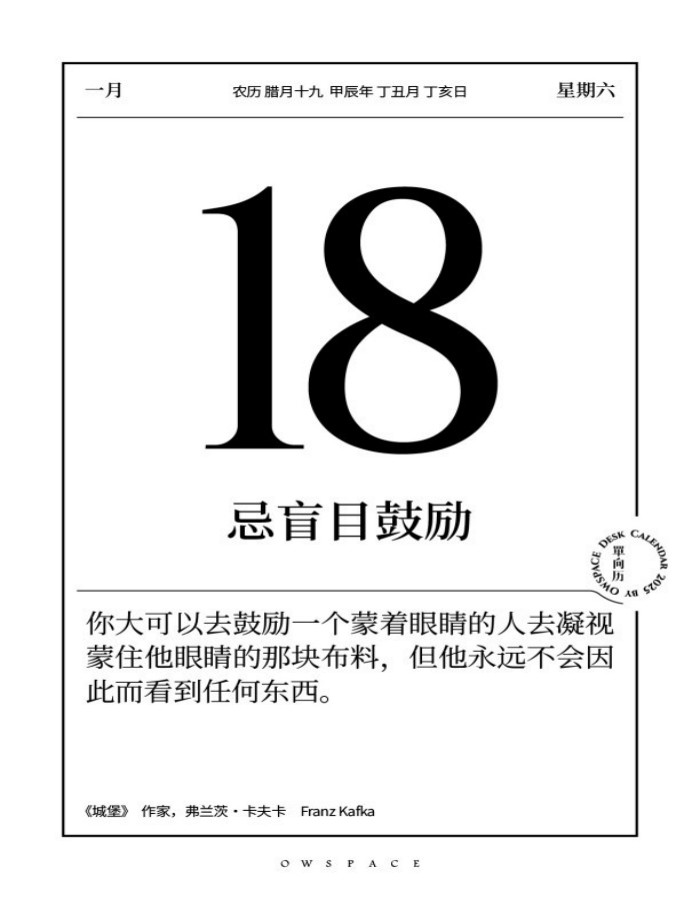 一月
农历 腊月十九 甲辰年 丁丑月 丁亥日
星期六
18
忌盲目鼓励
DESK CALENDAR 2025 BY OWSPACE
單向历
你大可以去鼓励一个蒙着眼睛的人去凝视
蒙住他眼睛的那块布料，但他永远不会因
此而看到任何东西。
《城堡》 作家，弗兰茨·卡夫卡 Franz Kafka
OWSPACE